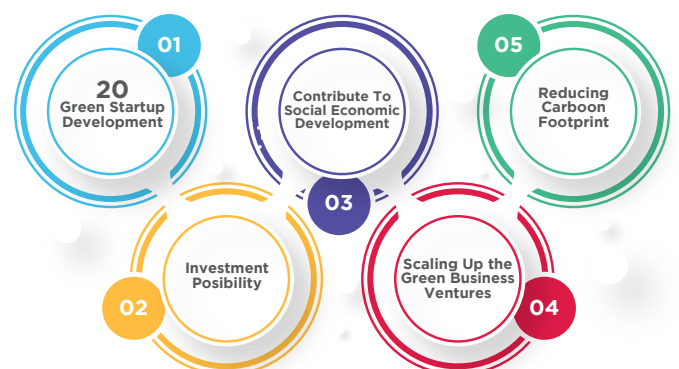 01
20
Green Startup
Development
02
Investment
Posibility
03
Contribute To
Social Economic
Development
04
Scaling Up the
Green Business
Ventures
05
Reducing
Carboon
Footprint